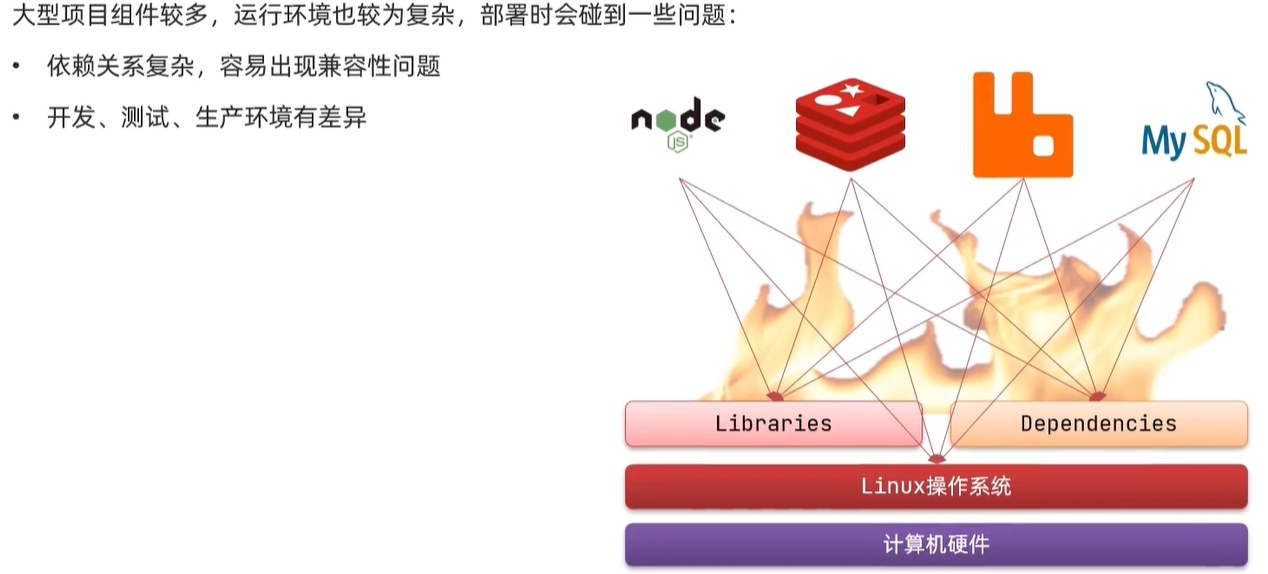 大型项目组件较多，运行环境也较为复杂，部署时会碰到一些问题：
• 依赖关系复杂，容易出现兼容性问题
• 开发、测试、生产环境有差异
node
JS
MySQL
Libraries
Dependencies
Linux操作系统
计算机硬件